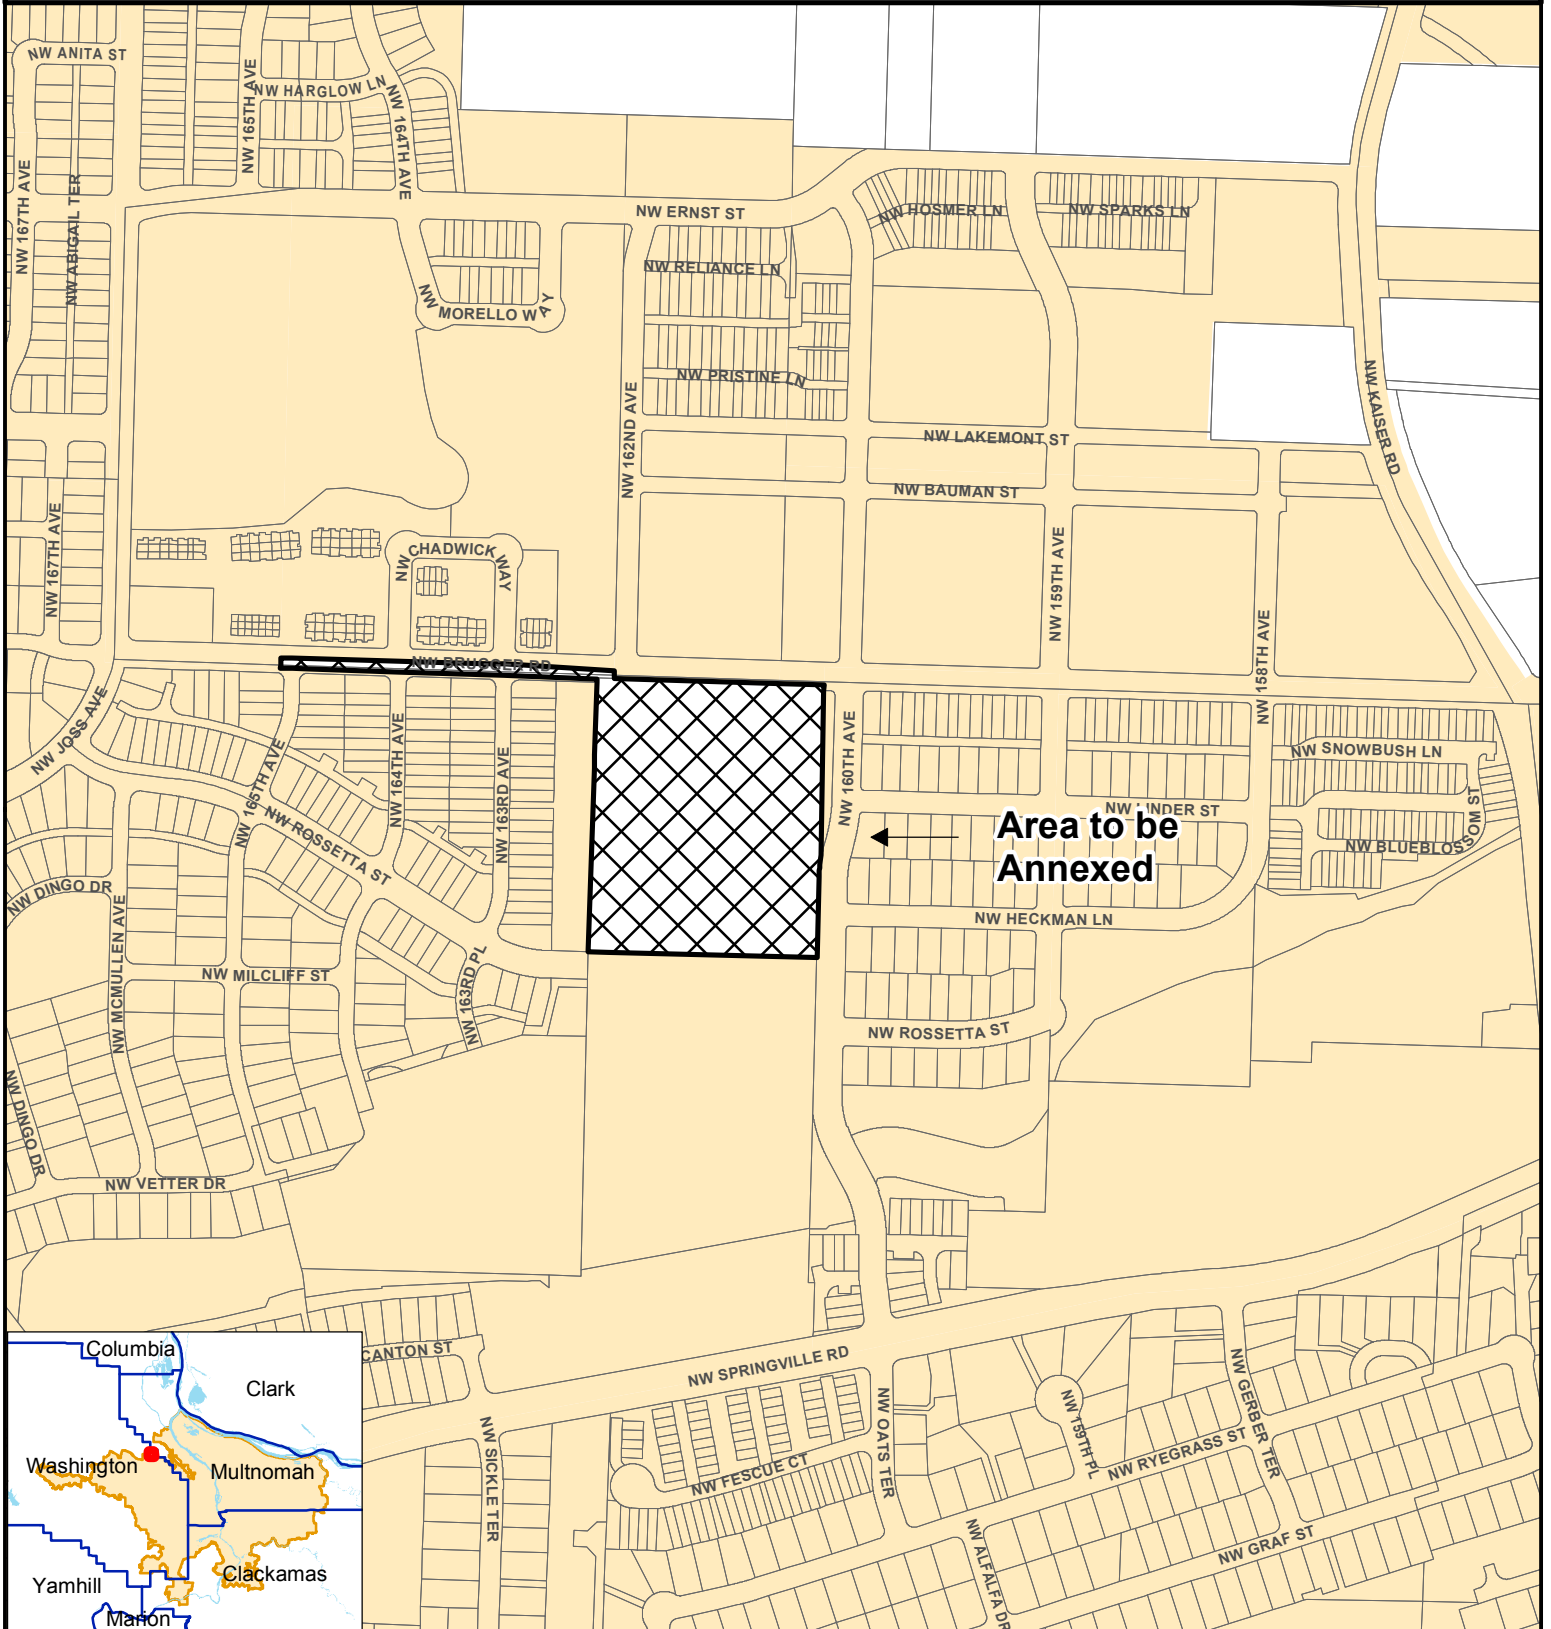 NW ANITA ST
NW 165TH AVE
NW HARGLOW LN
NW 164TH AVE
NW 167TH AVE
NW ABIGAIL TER
NW ERNST ST
NW HOSMER LN
NW SPARKS LN
NW RELIANCE LN
NW MORELLO WAY
NW PRISTINE LN
NW 162ND AVE
NW KAISER RD
NW LAKEMONT ST
NW BAUMAN ST
NW 167TH AVE
NW CHADWICK WAY
NW 159TH AVE
NW 158TH AVE
NW BRUGGER RD
NW JOSS AVE
NW 165TH AVE
NW 164TH AVE
NW 163RD AVE
NW 160TH AVE
NW SNOWBUSH LN
NW LINDER ST
NW BLUEBLOSSOM ST
Area to be
Annexed
NW ROSSETTA ST
NW DINGO DR
NW MCMULLEN AVE
NW HECKMAN LN
NW MILCLIFF ST
NW 163RD PL
NW ROSSETTA ST
NW DINGO DR
NW VETTER DR
CANTON ST
NW SPRINGVILLE RD
NW SICKLE TER
NW OATS TER
NW 159TH PL
NW GERBER TER
NW RYEGRASS ST
NW FESCUE CT
NW ALFALFA DR
NW GRAF ST
Columbia
Clark
Washington
Multnomah
Yamhill
Clackamas
Marion